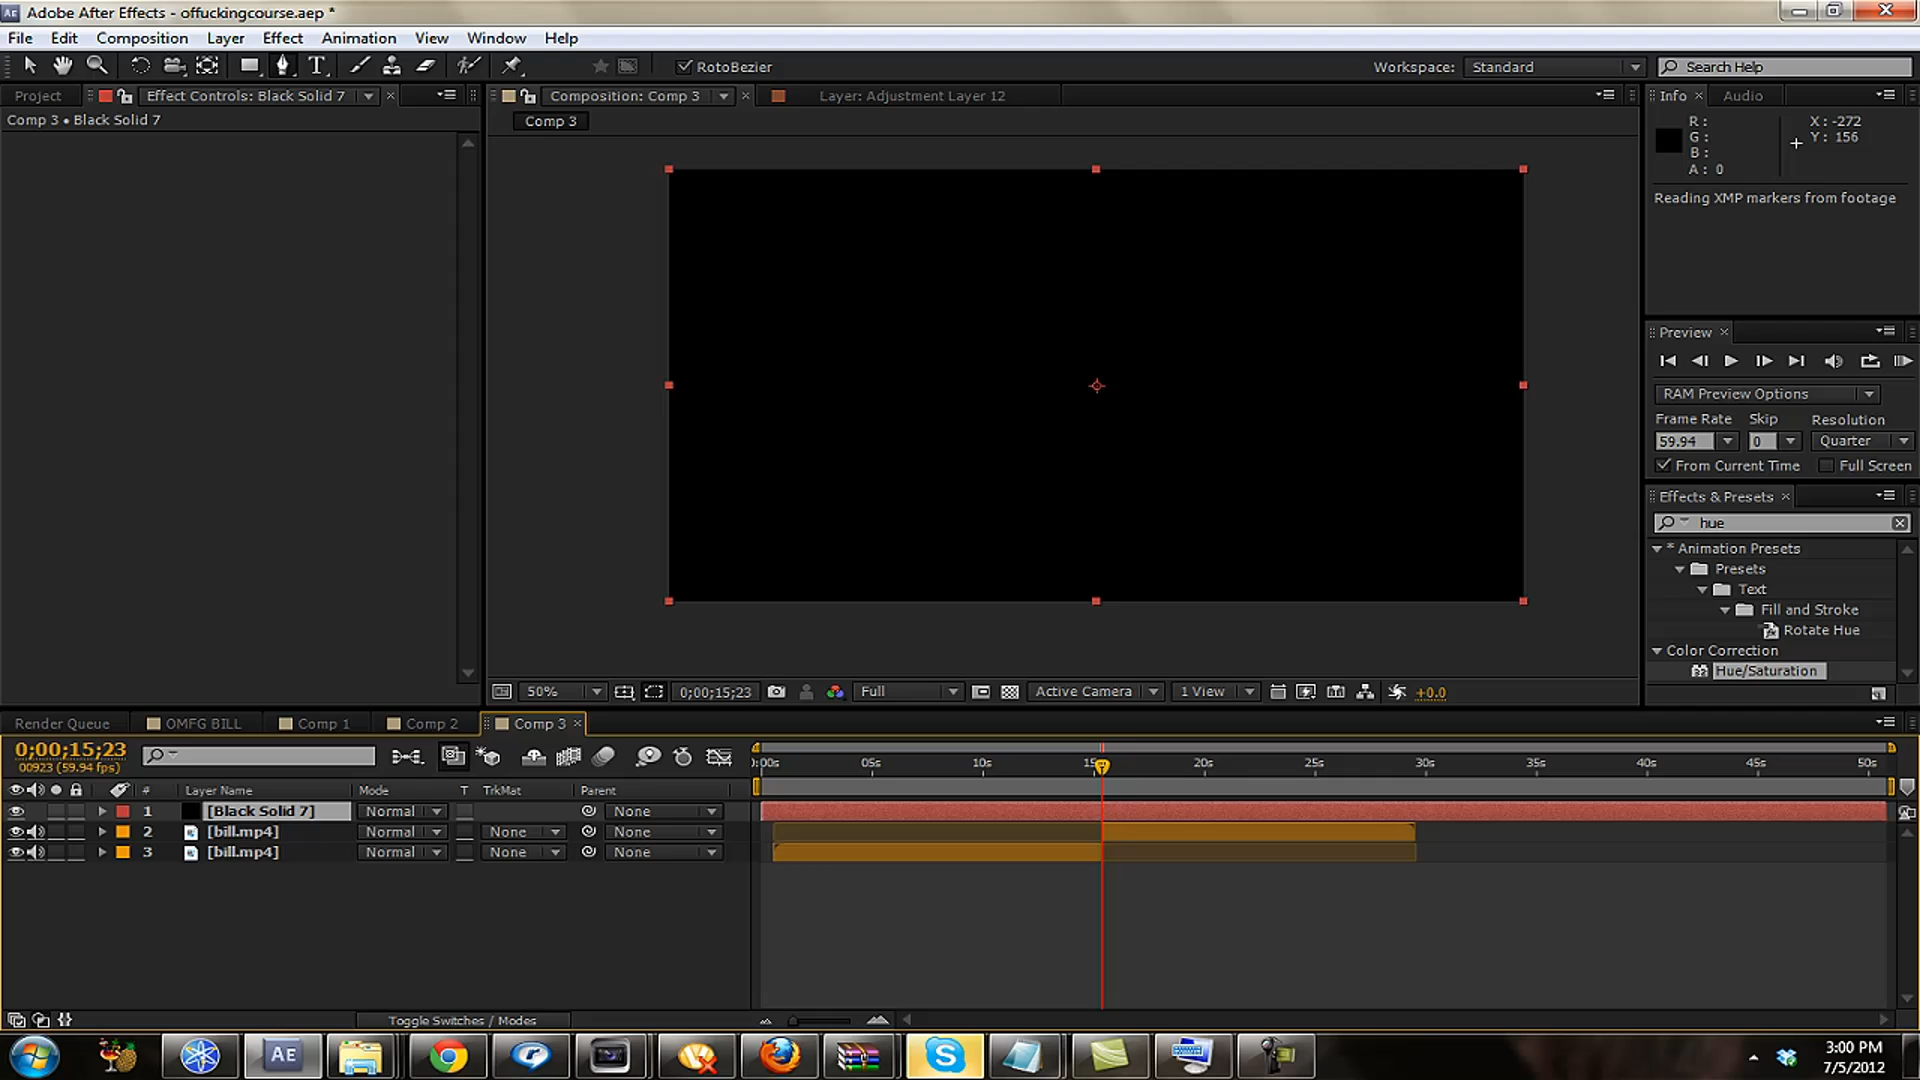 Adobe After Effects - offuckingcourse.aep *
File Edit Composition Layer Effect Animation View Window Help
RotoBezier Workspace: Standard Search Help
Project Effect Controls: Black Solid 7 Composition: Comp 3 Layer: Adjustment Layer 12 Info Audio
Comp 3 • Black Solid 7
Comp 3
R :
G :
B :
A : 0
X : -272
Y : 156
Reading XMP markers from footage
Preview
RAM Preview Options
Frame Rate Skip Resolution
59.94 0 Quarter
From Current Time Full Screen
Effects & Presets
hue
* Animation Presets
Presets
Text
Fill and Stroke
Rotate Hue
Color Correction
Hue/Saturation
50% 0;00;15;23 Full Active Camera 1 View +0.0
Render Queue OMFG BILL Comp 1 Comp 2 Comp 3
0;00;15;23
00923 (59.94 fps)
0:00s 05s 10s 15 20s 25s 30s 35s 40s 45s 50s
# Layer Name Mode T TrkMat Parent
1 [Black Solid 7] Normal None
2 [bill.mp4] Normal None None
3 [bill.mp4] Normal None None
Toggle Switches / Modes
AE
3:00 PM
7/5/2012